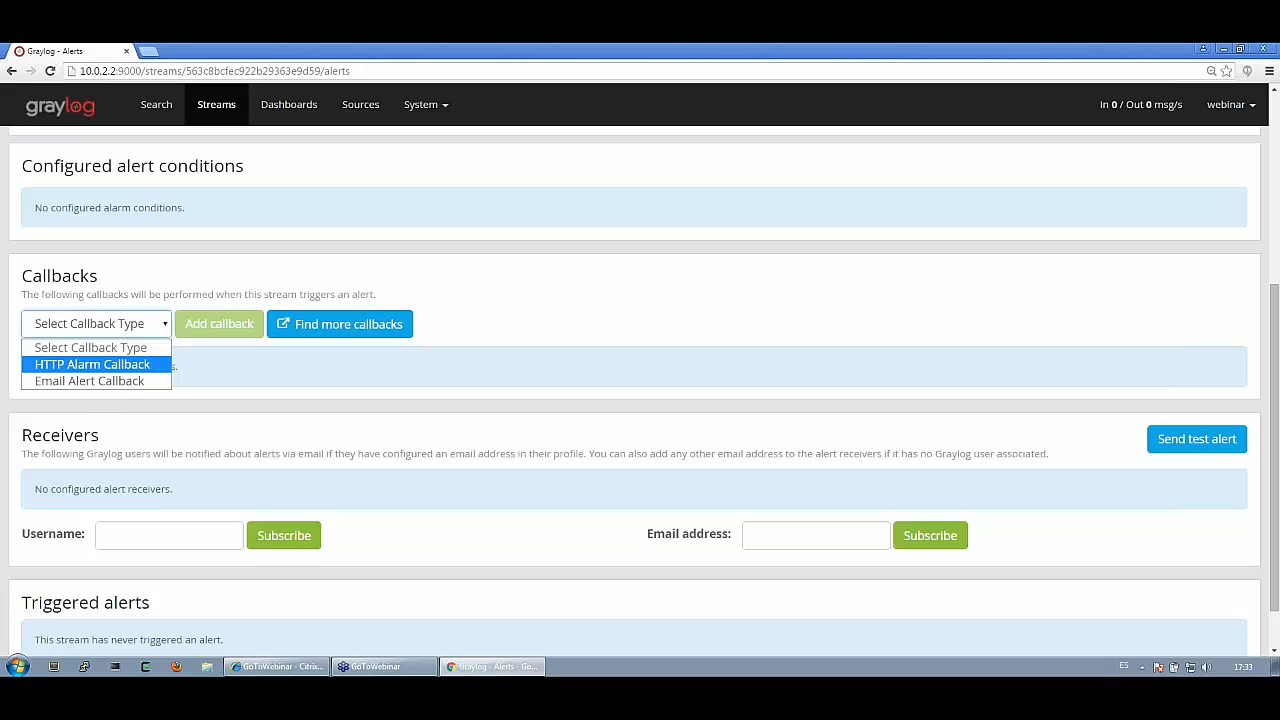 Graylog - Alerts
10.0.2.2:9000/streams/563c8bcfec922b29363e9d59/alerts
graylog Search Streams Dashboards Sources System In 0 / Out 0 msg/s webinar
Configured alert conditions
No configured alarm conditions.
Callbacks
The following callbacks will be performed when this stream triggers an alert.
Select Callback Type Add callback Find more callbacks
Select Callback Type
HTTP Alarm Callback
s.
Email Alert Callback
Receivers
Send test alert
The following Graylog users will be notified about alerts via email if they have configured an email address in their profile. You can also add any other email address to the alert receivers if it has no Graylog user associated.
No configured alert receivers.
Username: Subscribe Email address: Subscribe
Triggered alerts
This stream has never triggered an alert.
GoToWebinar - Citrix... GoToWebinar Graylog - Alerts - Go... ES 17:33